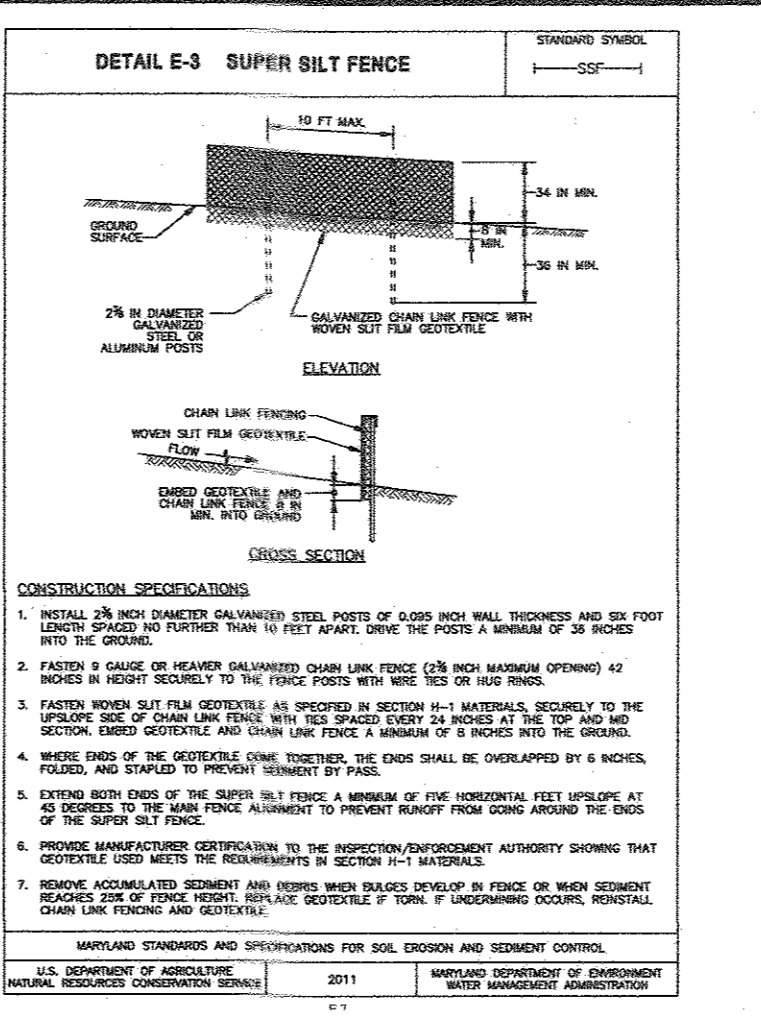 DETAIL E-3 SUPER SILT FENCE
STANDARD SYMBOL
SSF
10 FT MAX.
34 IN MIN.
GROUND
SURFACE
8 IN
MIN.
36 IN MIN.
2⅜ IN DIAMETER
GALVANIZED
STEEL OR
ALUMINUM POSTS
GALVANIZED CHAIN LINK FENCE WITH
WOVEN SLIT FILM GEOTEXTILE
ELEVATION
CHAIN LINK FENCING
WOVEN SLIT FILM GEOTEXTILE
FLOW
EMBED GEOTEXTILE AND
CHAIN LINK FENCE 8 IN
MIN. INTO GROUND
CROSS SECTION
CONSTRUCTION SPECIFICATIONS
1. INSTALL 2⅜ INCH DIAMETER GALVANIZED STEEL POSTS OF 0.095 INCH WALL THICKNESS AND SIX FOOT
LENGTH SPACED NO FURTHER THAN 10 FEET APART. DRIVE THE POSTS A MINIMUM OF 36 INCHES
INTO THE GROUND.
2. FASTEN 9 GAUGE OR HEAVIER GALVANIZED CHAIN LINK FENCE (2⅜ INCH MAXIMUM OPENING) 42
INCHES IN HEIGHT SECURELY TO THE FENCE POSTS WITH WIRE TIES OR HUG RINGS.
3. FASTEN WOVEN SLIT FILM GEOTEXTILE AS SPECIFIED IN SECTION H-1 MATERIALS, SECURELY TO THE
UPSLOPE SIDE OF CHAIN LINK FENCE WITH TIES SPACED EVERY 24 INCHES AT THE TOP AND MID
SECTION. EMBED GEOTEXTILE AND CHAIN LINK FENCE A MINIMUM OF 8 INCHES INTO THE GROUND.
4. WHERE ENDS OF THE GEOTEXTILE COME TOGETHER, THE ENDS SHALL BE OVERLAPPED BY 6 INCHES,
FOLDED, AND STAPLED TO PREVENT SEDIMENT BY PASS.
5. EXTEND BOTH ENDS OF THE SUPER SILT FENCE A MINIMUM OF FIVE HORIZONTAL FEET UPSLOPE AT
45 DEGREES TO THE MAIN FENCE ALIGNMENT TO PREVENT RUNOFF FROM GOING AROUND THE ENDS
OF THE SUPER SILT FENCE.
6. PROVIDE MANUFACTURER CERTIFICATION TO THE INSPECTION/ENFORCEMENT AUTHORITY SHOWING THAT
GEOTEXTILE USED MEETS THE REQUIREMENTS IN SECTION H-1 MATERIALS.
7. REMOVE ACCUMULATED SEDIMENT AND DEBRIS WHEN BULGES DEVELOP IN FENCE OR WHEN SEDIMENT
REACHES 25% OF FENCE HEIGHT. REPLACE GEOTEXTILE IF TORN. IF UNDERMINING OCCURS, REINSTALL
CHAIN LINK FENCING AND GEOTEXTILE.
MARYLAND STANDARDS AND SPECIFICATIONS FOR SOIL EROSION AND SEDIMENT CONTROL
U.S. DEPARTMENT OF AGRICULTURE
NATURAL RESOURCES CONSERVATION SERVICE
2011
MARYLAND DEPARTMENT OF ENVIRONMENT
WATER MANAGEMENT ADMINISTRATION